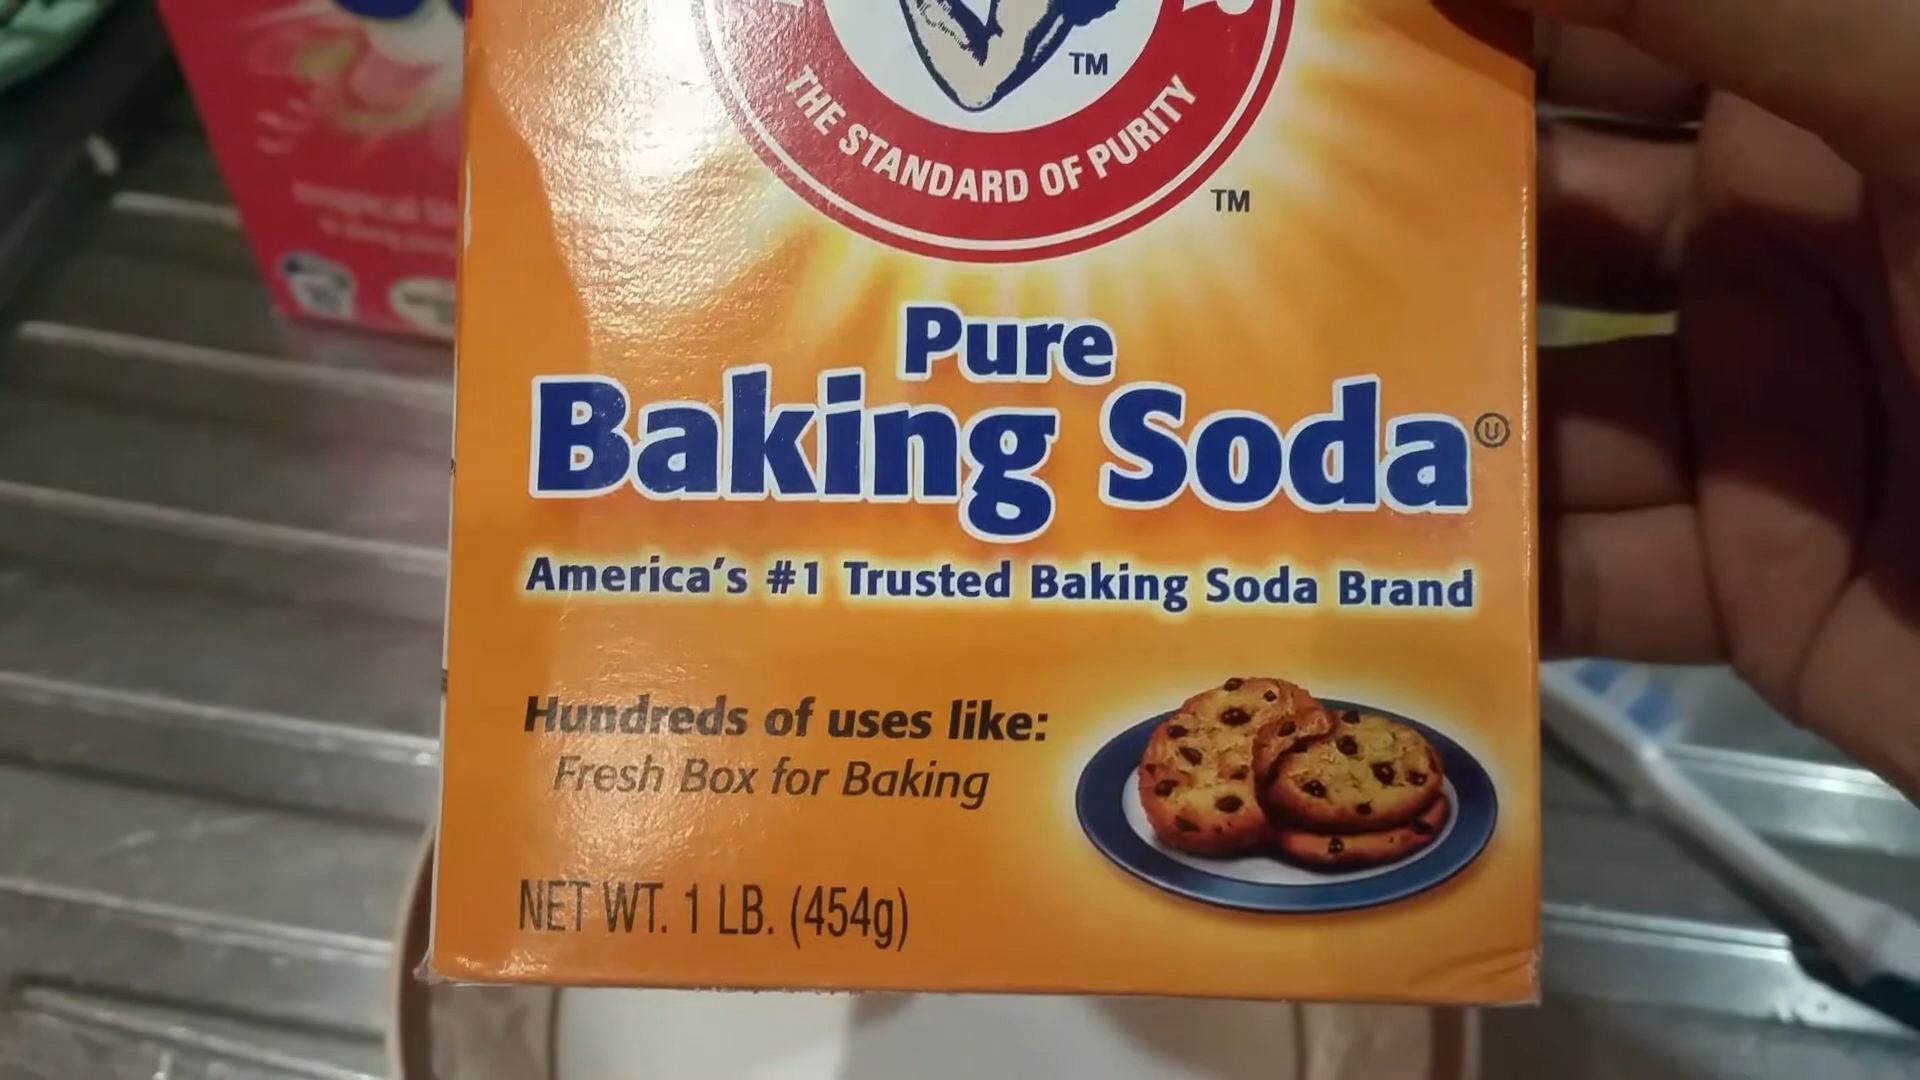 THE STANDARD OF PURITY
TM
TM
Pure
Baking Soda
America's #1 Trusted Baking Soda Brand
Hundreds of uses like:
Fresh Box for Baking
NET WT. 1 LB. (454g)